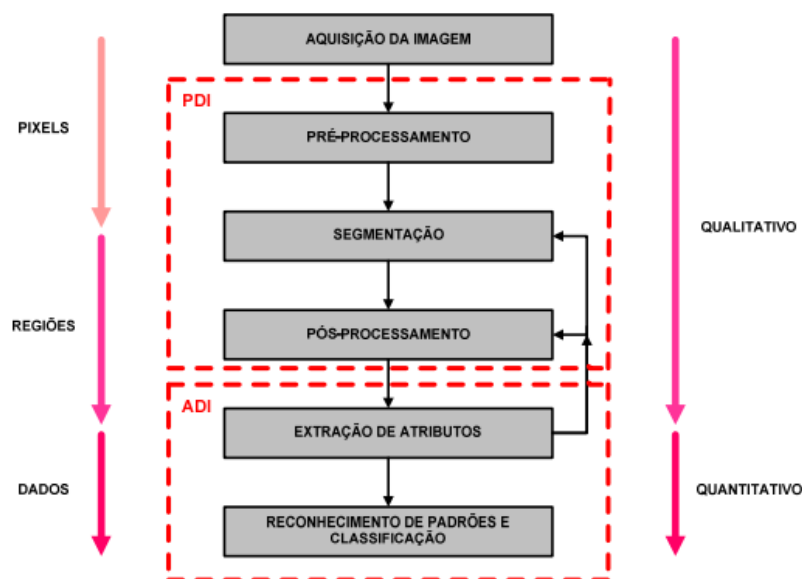 AQUISIÇÃO DA IMAGEM
PDI
PIXELS
PRÉ-PROCESSAMENTO
SEGMENTAÇÃO
QUALITATIVO
REGIÕES
PÓS-PROCESSAMENTO
ADI
EXTRAÇÃO DE ATRIBUTOS
DADOS
QUANTITATIVO
RECONHECIMENTO DE PADRÕES E
CLASSIFICAÇÃO